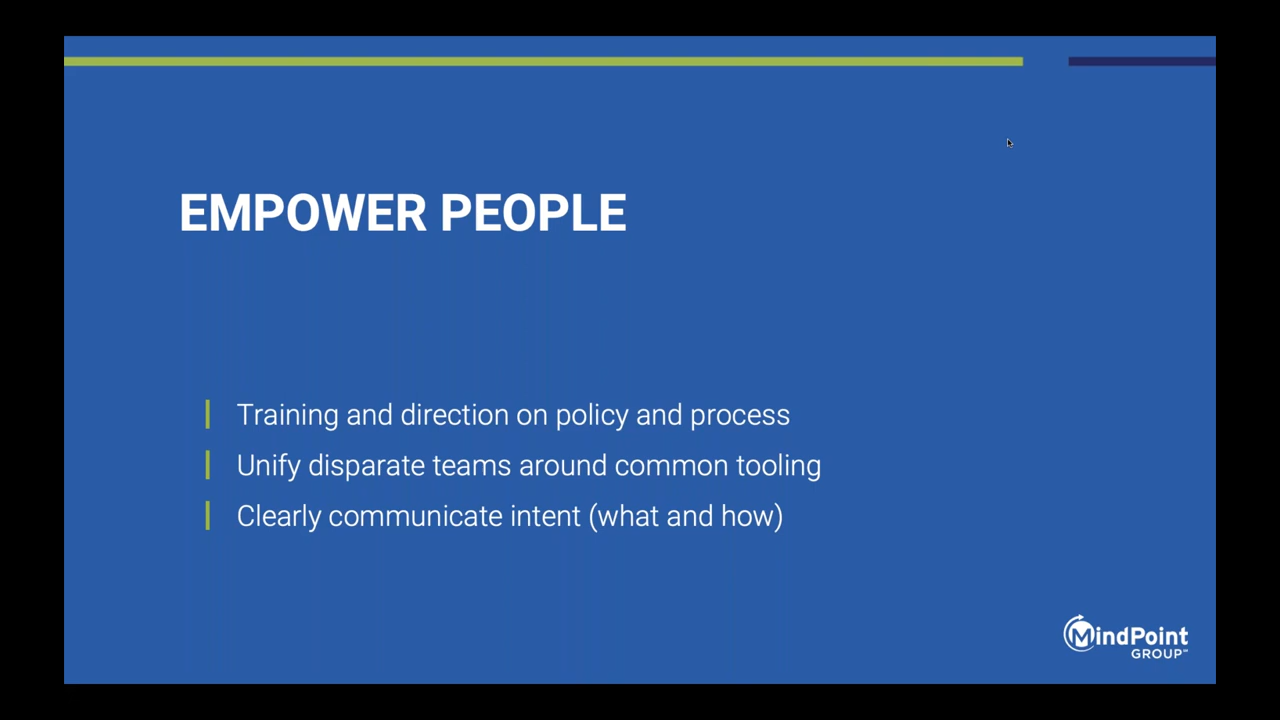 EMPOWER PEOPLE
Training and direction on policy and process
Unify disparate teams around common tooling
Clearly communicate intent (what and how)
MindPoint
GROUP℠